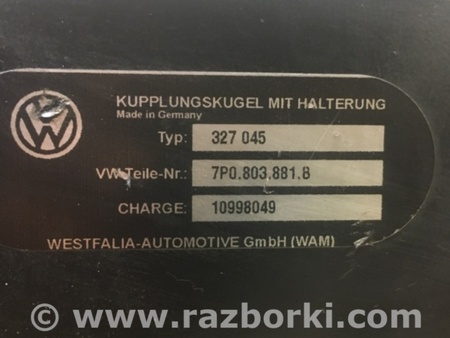 KUPPLUNGSKUGEL MIT HALTERUNG
Made in Germany
Typ: 327 045
VW-Teile-Nr.: 7P0.803.881.B
CHARGE: 10998049
WESTFALIA-AUTOMOTIVE GmbH (WAM)
© www.razborki.com